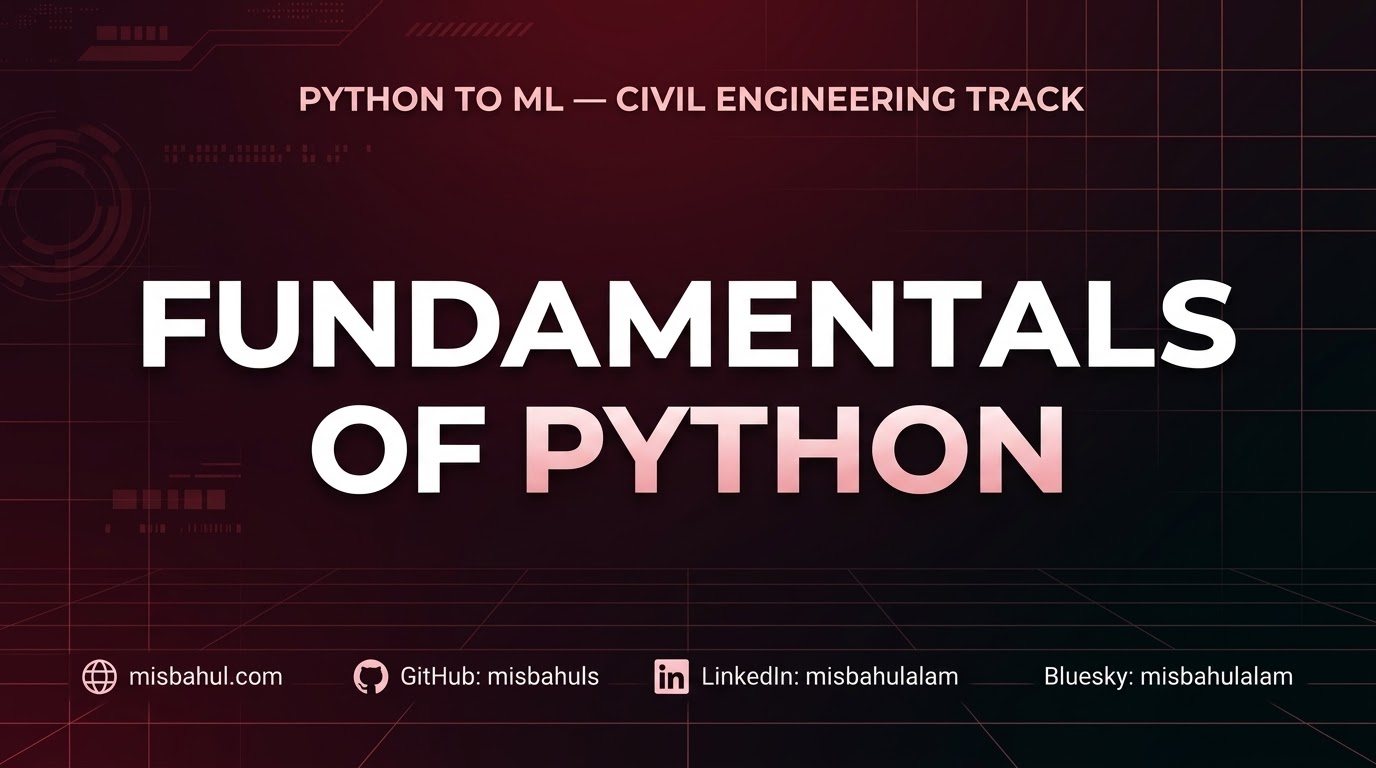 PYTHON TO ML — CIVIL ENGINEERING TRACK
FUNDAMENTALS
OF PYTHON
misbahul.com GitHub: misbahuls LinkedIn: misbahulalam Bluesky: misbahulalam